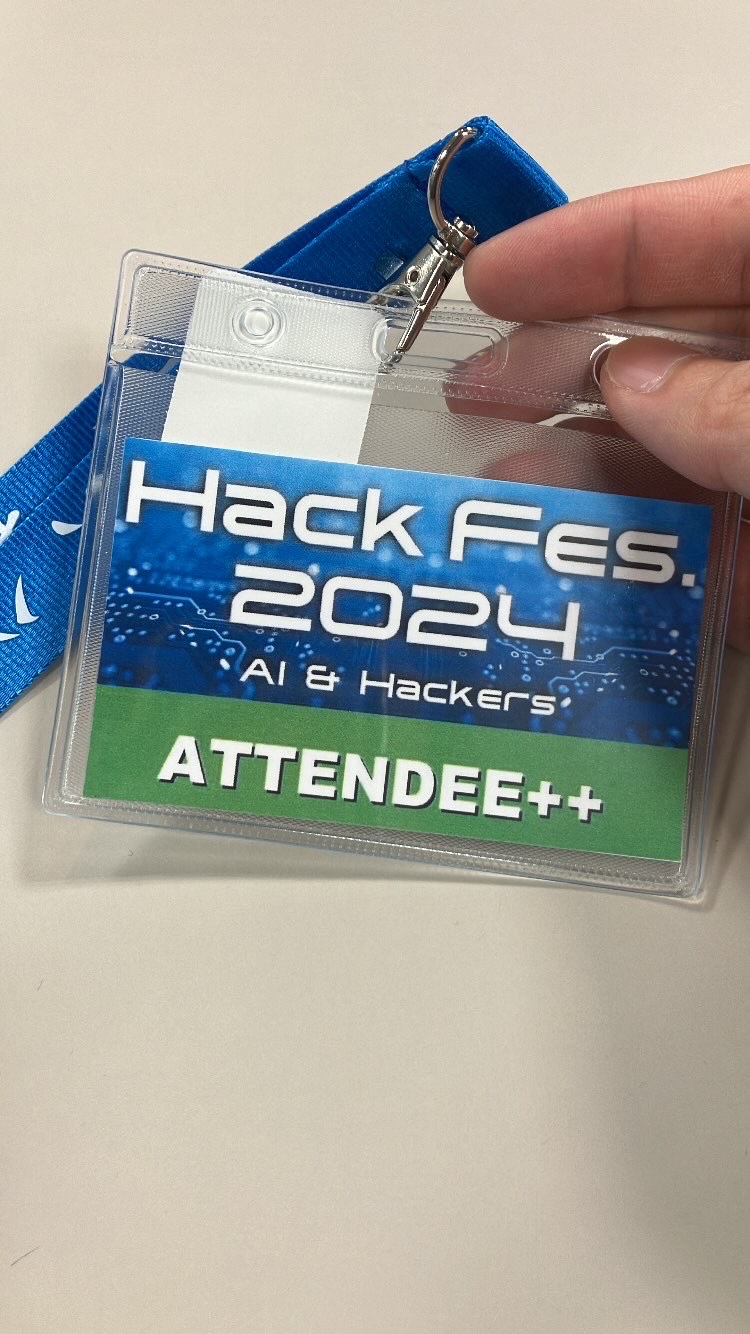 Hack Fes.
2024
AI & Hackers
ATTENDEE++